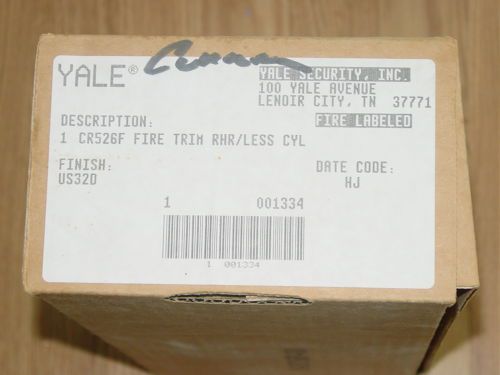 YALE®
YALE SECURITY, INC.
100 YALE AVENUE
LENOIR CITY, TN 37771
DESCRIPTION:
FIRE LABELED
1 CR526F FIRE TRIM RHR/LESS CYL
FINISH:
DATE CODE:
US32D
HJ
1 001334
1 001334